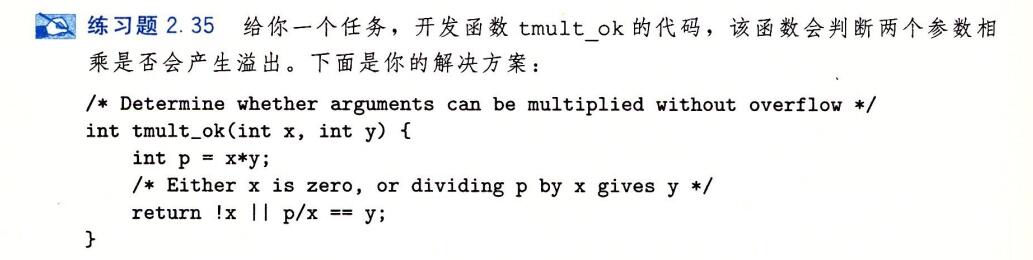 练习题 2.35 给你一个任务，开发函数 tmult_ok 的代码，该函数会判断两个参数相
乘是否会产生溢出。下面是你的解决方案：
/* Determine whether arguments can be multiplied without overflow */
int tmult_ok(int x, int y) {
    int p = x*y;
    /* Either x is zero, or dividing p by x gives y */
    return !x || p/x == y;
}